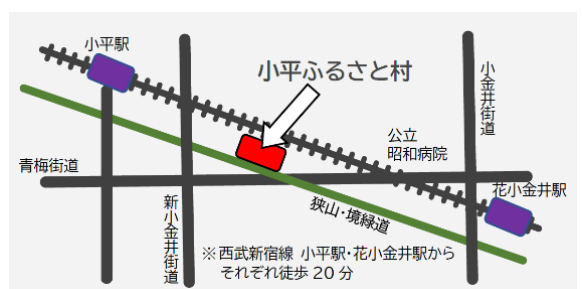 小平駅
小平ふるさと村
小金井街道
公立
昭和病院
青梅街道
花小金井駅
新小金井街道
狭山・境緑道
※西武新宿線 小平駅・花小金井駅から
それぞれ徒歩20分